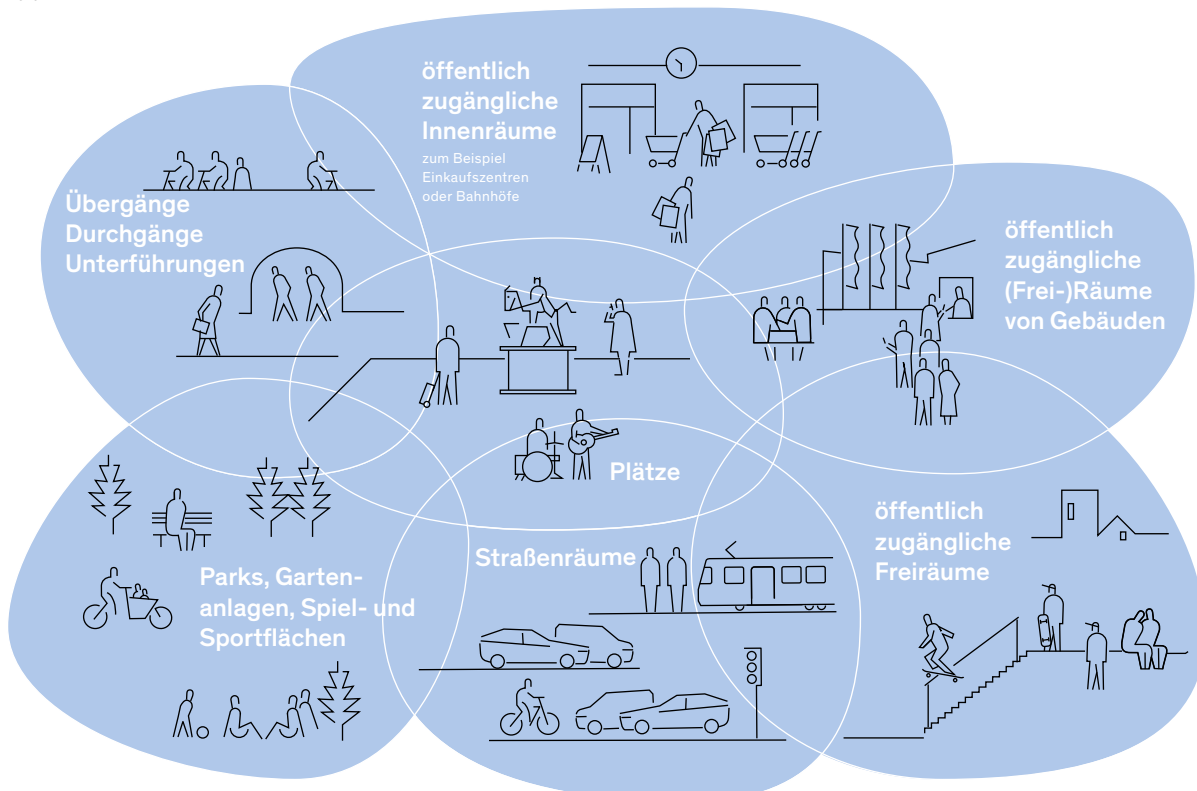 öffentlich
zugängliche
Innenräume
zum Beispiel
Einkaufszentren
oder Bahnhöfe
Übergänge
Durchgänge
Unterführungen
öffentlich
zugängliche
(Frei-)Räume
von Gebäuden
Plätze
öffentlich
zugängliche
Freiräume
Straßenräume
Parks, Garten-
anlagen, Spiel- und
Sportflächen